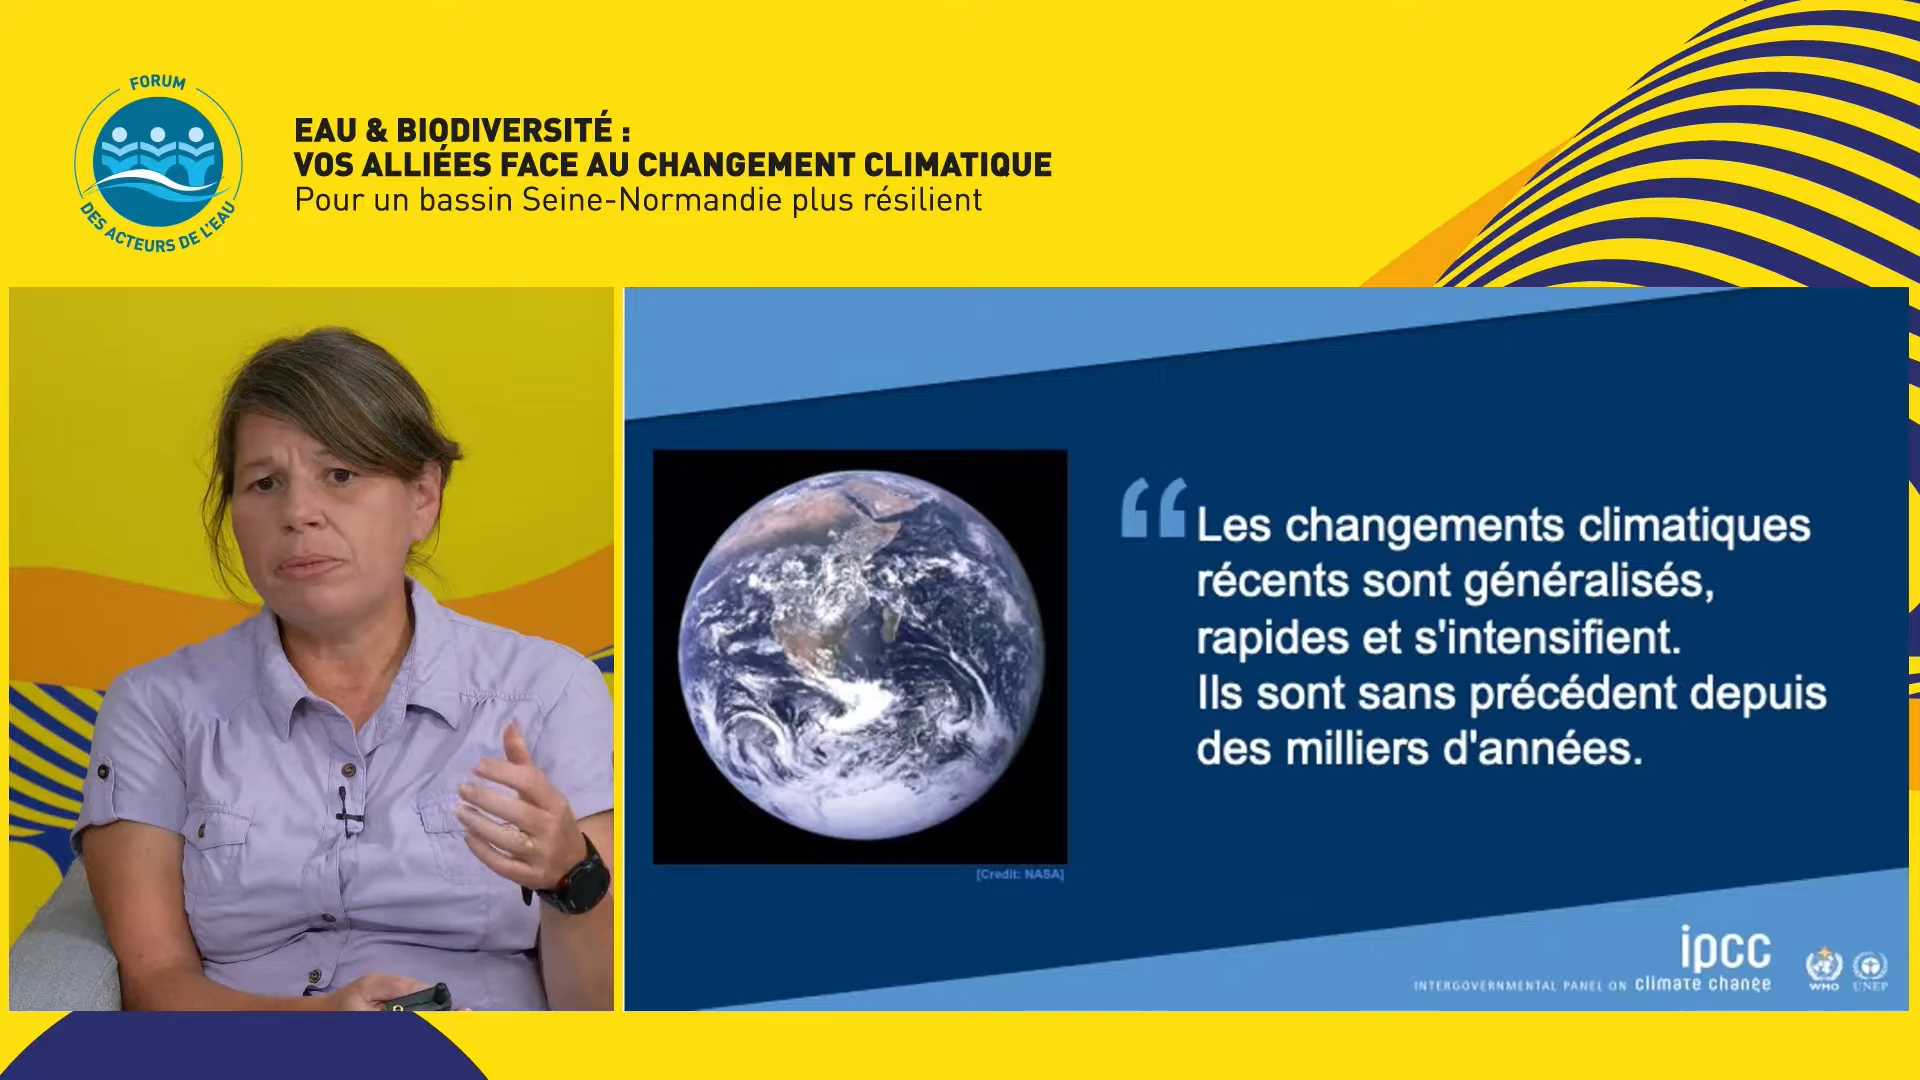 FORUM
DES ACTEURS DE L'EAU
EAU & BIODIVERSITÉ :
VOS ALLIÉES FACE AU CHANGEMENT CLIMATIQUE
Pour un bassin Seine-Normandie plus résilient
“Les changements climatiques
récents sont généralisés,
rapides et s'intensifient.
Ils sont sans précédent depuis
des milliers d'années.
[Credit: NASA]
ipcc
INTERGOVERNMENTAL PANEL ON climate change
WMO
UNEP